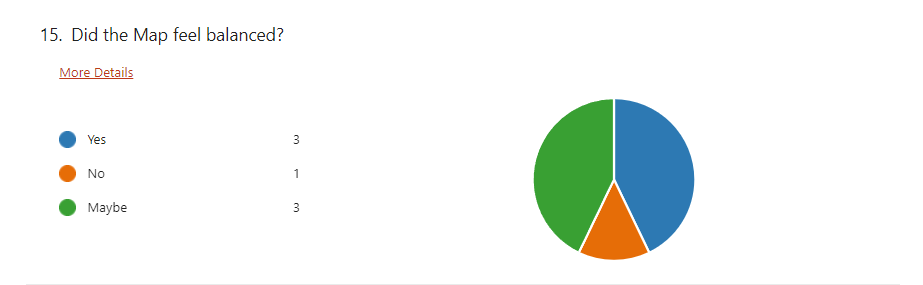 15. Did the Map feel balanced?
More Details
Yes 3
No 1
Maybe 3